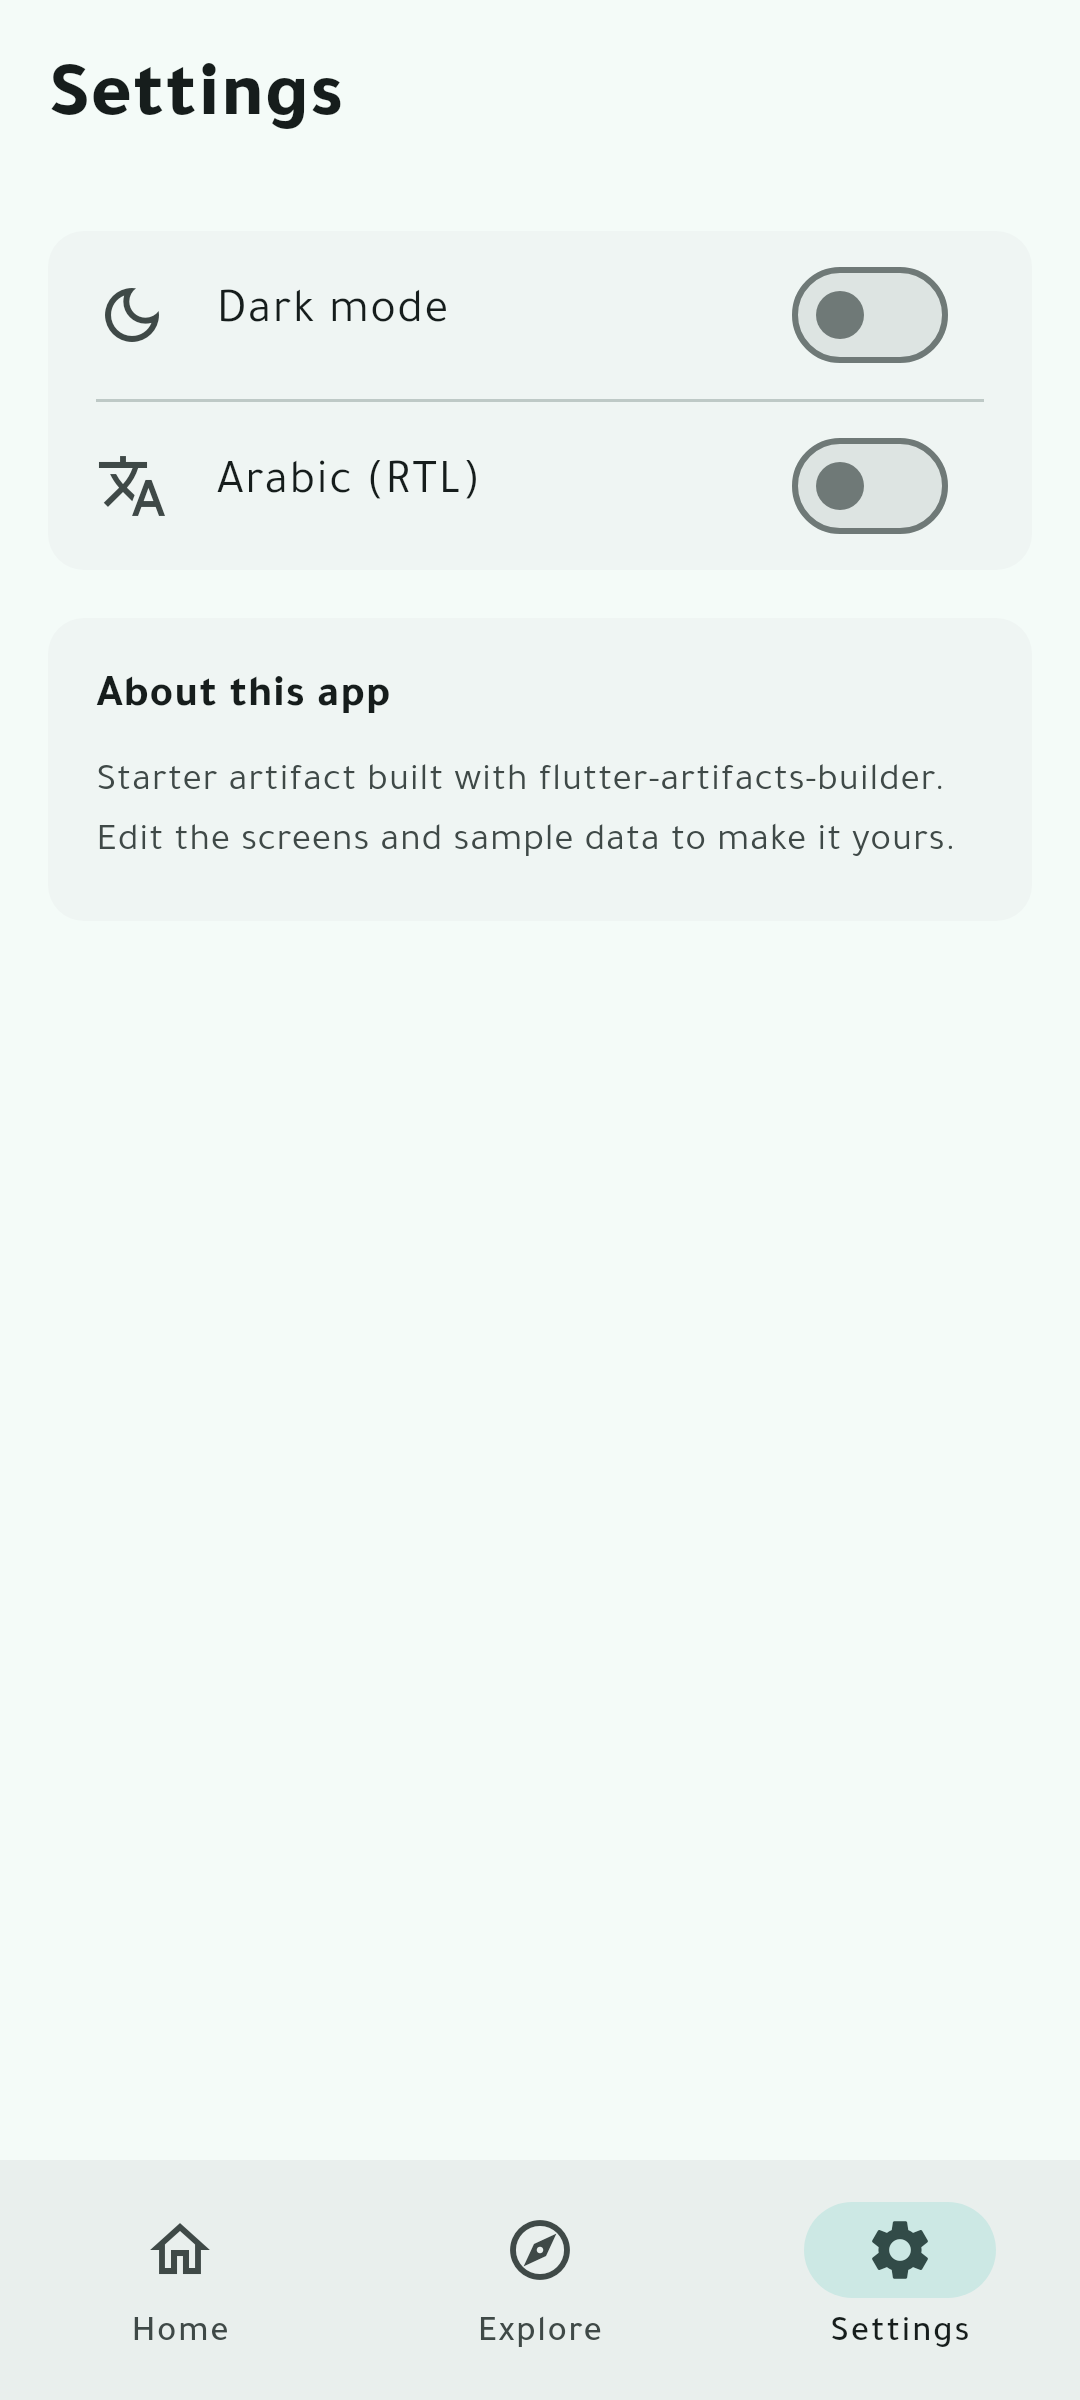 Settings
Dark mode
Arabic (RTL)
About this app
Starter artifact built with flutter-artifacts-builder.
Edit the screens and sample data to make it yours.
Home
Explore
Settings